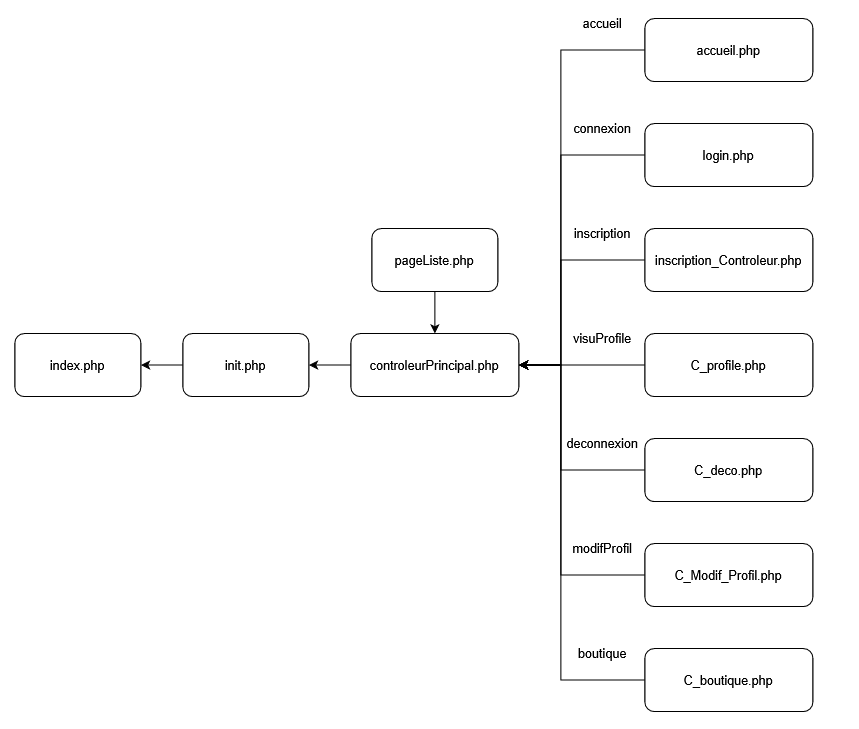 accueil
accueil.php
connexion
login.php
inscription
pageListe.php
inscription_Controleur.php
visuProfile
index.php
init.php
controleurPrincipal.php
C_profile.php
deconnexion
C_deco.php
modifProfil
C_Modif_Profil.php
boutique
C_boutique.php